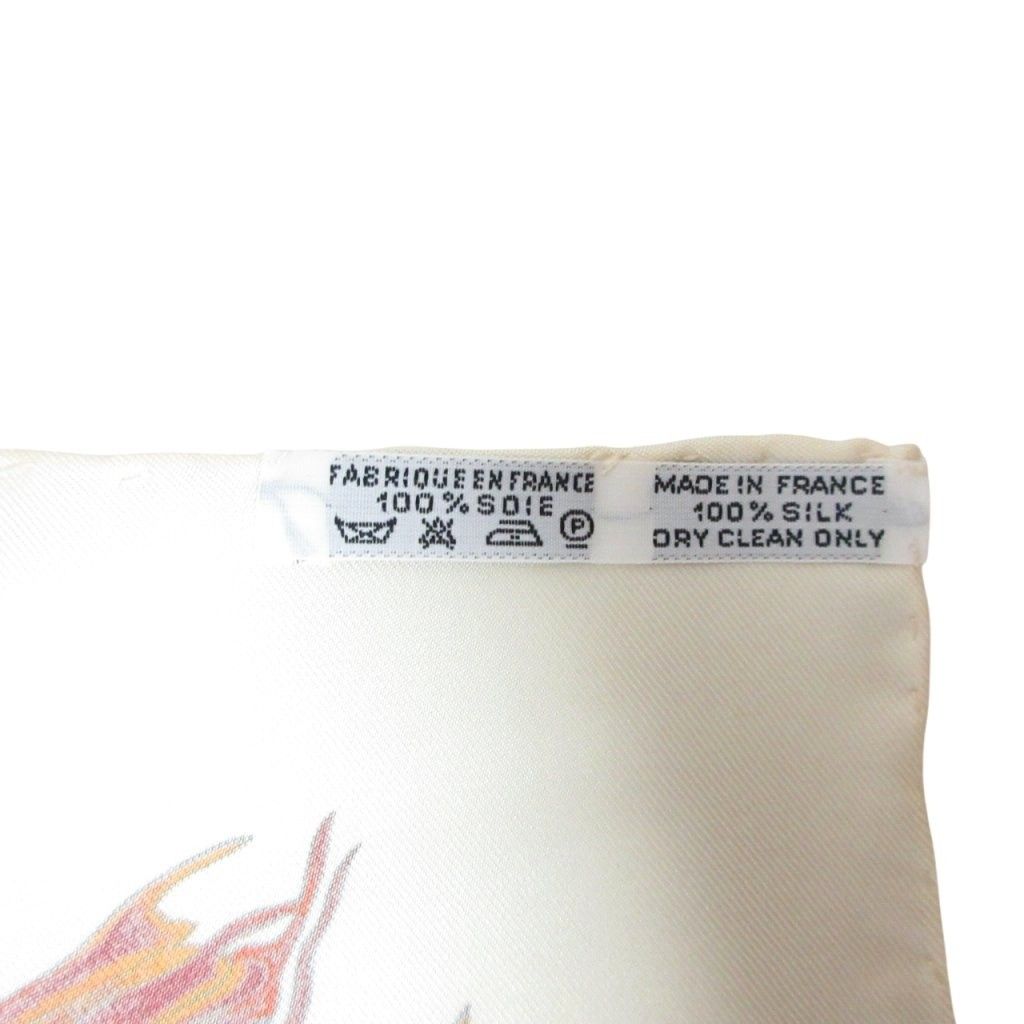 FABRIQUE EN FRANCE
100% SOIE
P
MADE IN FRANCE
100% SILK
DRY CLEAN ONLY